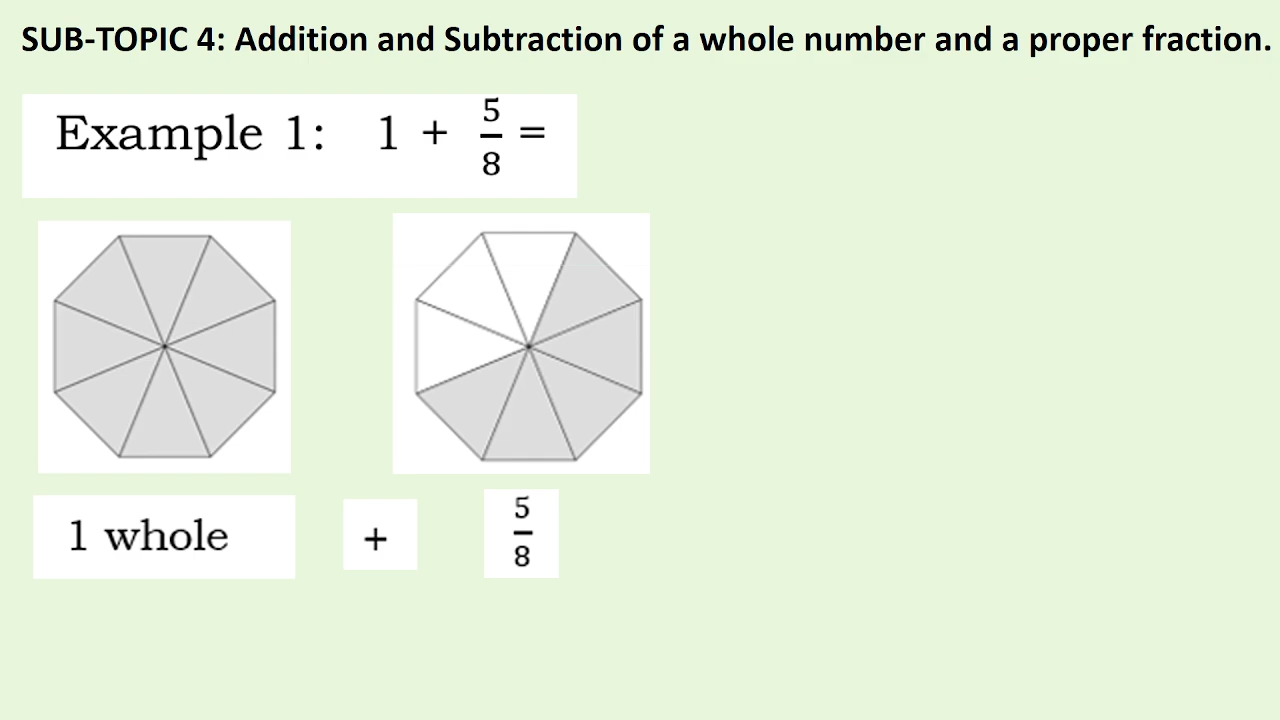 SUB-TOPIC 4: Addition and Subtraction of a whole number and a proper fraction.
Example 1: 1 + 5/8 =
1 whole + 5/8